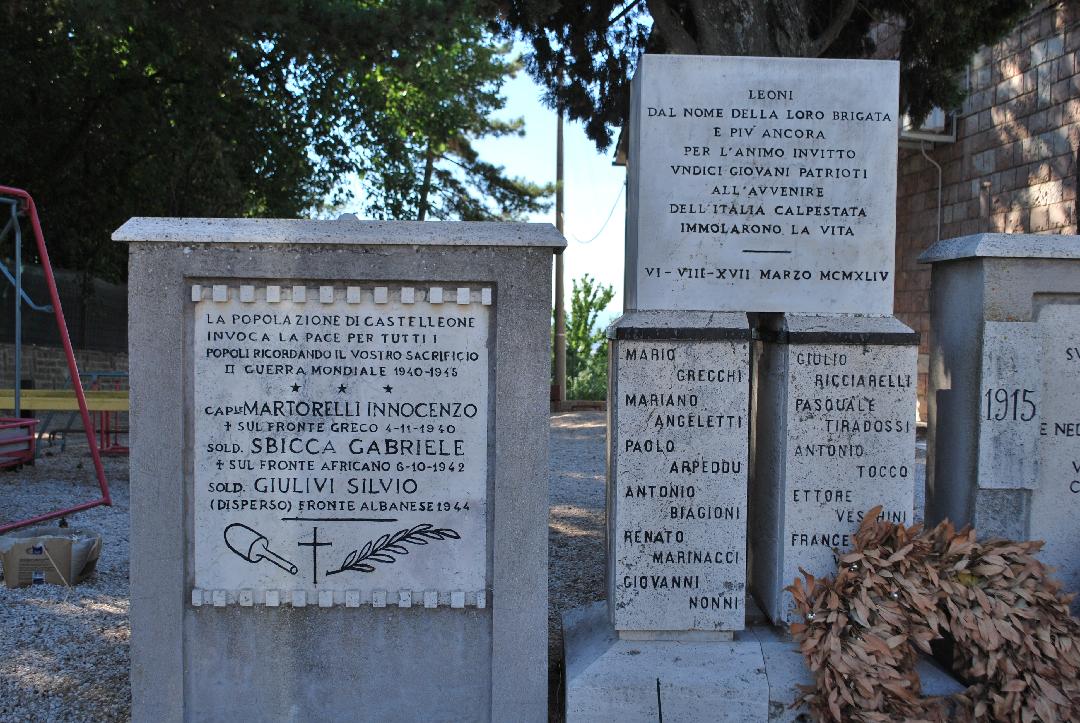 LA POPOLAZIONE DI CASTELLEONE
INVOCA LA PACE PER TUTTI I
POPOLI RICORDANDO IL VOSTRO SACRIFICIO
II GUERRA MONDIALE 1940-1945
CAPLE MARTORELLI INNOCENZO
† SUL FRONTE GRECO 4-11-1940
SOLD. SBICCA GABRIELE
† SUL FRONTE AFRICANO 6-10-1942
SOLD. GIULIVI SILVIO
(DISPERSO) FRONTE ALBANESE 1944
LEONI
DAL NOME DELLA LORO BRIGATA
E PIV' ANCORA
PER L'ANIMO INVITTO
VNDICI GIOVANI PATRIOTI
ALL'AVVENIRE
DELL'ITALIA CALPESTATA
IMMOLARONO LA VITA
VI-VIII-XVII MARZO MCMXLIV
MARIO
GRECCHI
MARIANO
ANGELETTI
PAOLO
ARPEDDU
ANTONIO
BIAGIONI
RENATO
MARINACCI
GIOVANNI
NONNI
GIULIO
RICCIARELLI
PASQUALE
TIRADOSSI
ANTONIO
TOCCO
ETTORE
1915
E